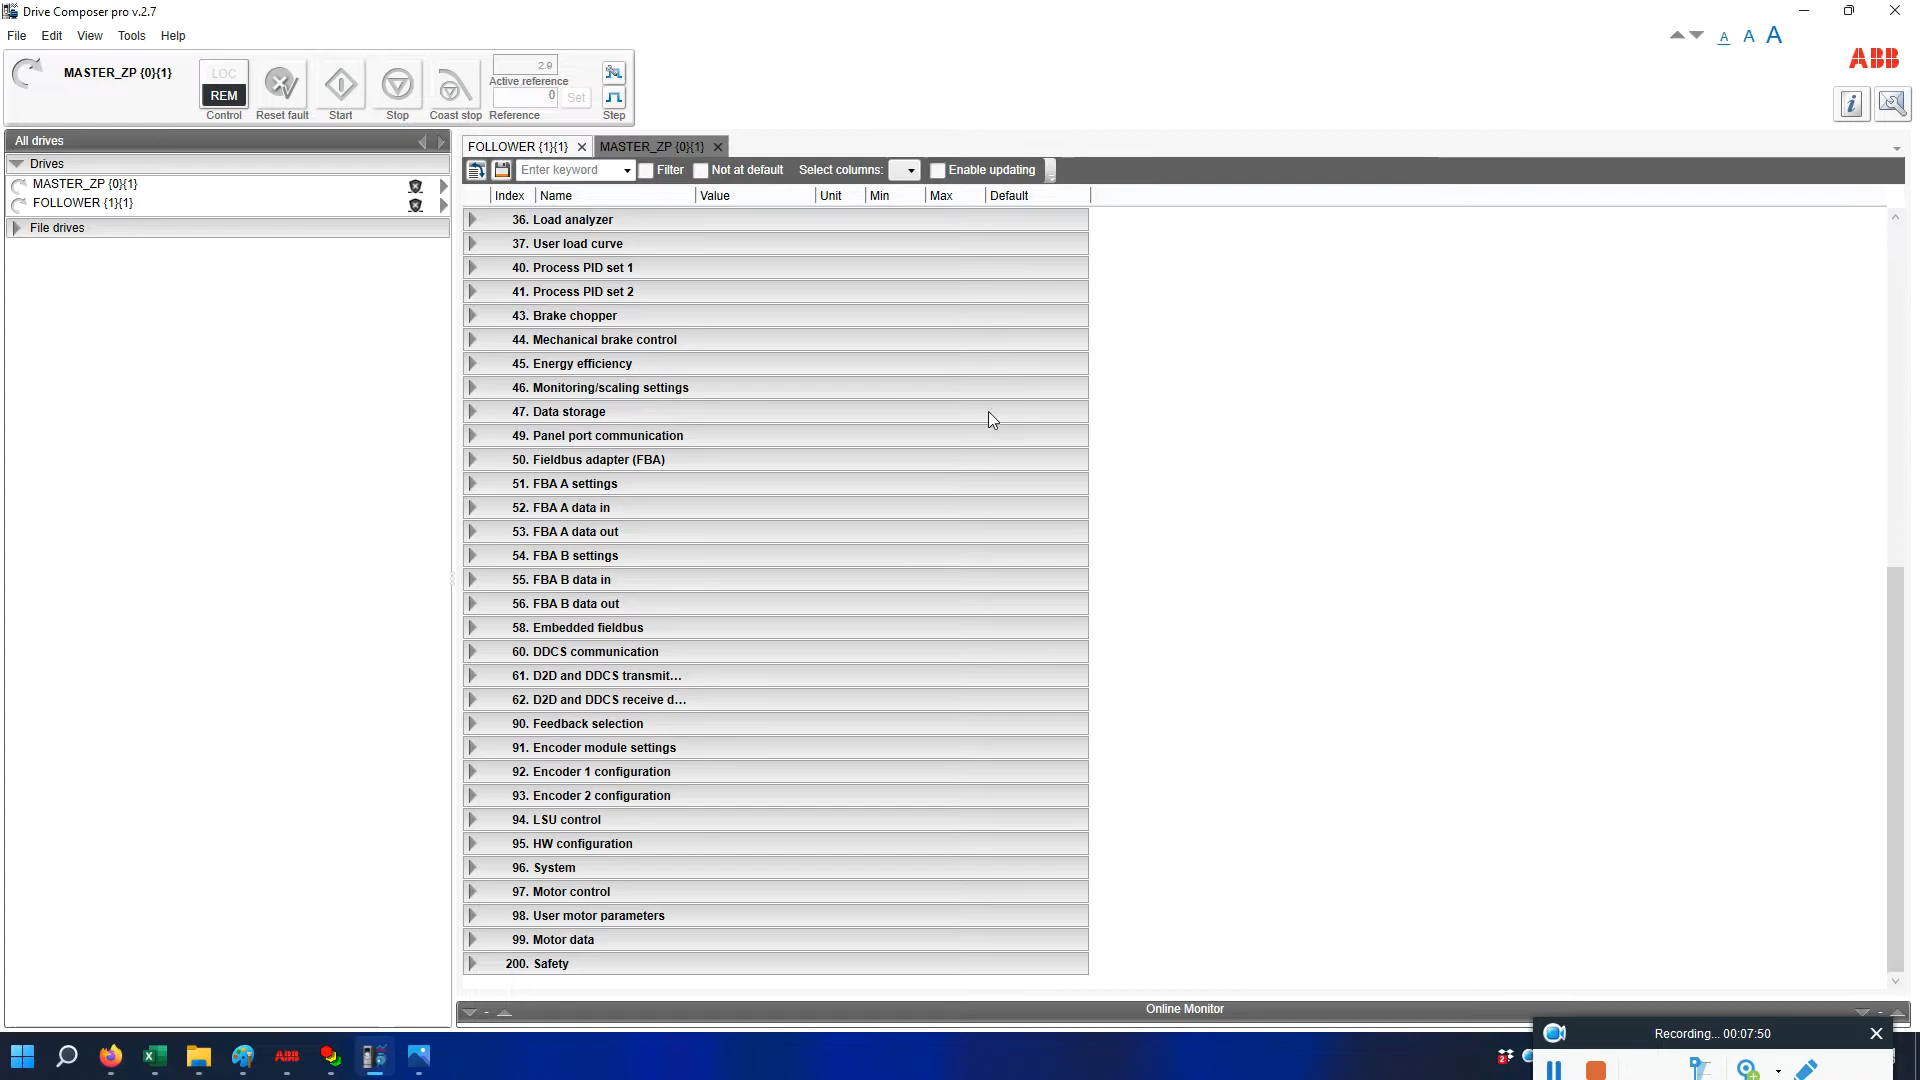 Drive Composer pro v.2.7
File Edit View Tools Help
A A A
ABB
MASTER_ZP {0}{1}
LOC
REM
Control
Reset fault
Start
Stop
Coast stop
2.9
Active reference
0 Set
Reference
Step
i
All drives
Drives
MASTER_ZP {0}{1}
FOLLOWER {1}{1}
File drives
FOLLOWER {1}{1} MASTER_ZP {0}{1}
Enter keyword Filter Not at default Select columns: Enable updating
Index Name Value Unit Min Max Default
36. Load analyzer
37. User load curve
40. Process PID set 1
41. Process PID set 2
43. Brake chopper
44. Mechanical brake control
45. Energy efficiency
46. Monitoring/scaling settings
47. Data storage
49. Panel port communication
50. Fieldbus adapter (FBA)
51. FBA A settings
52. FBA A data in
53. FBA A data out
54. FBA B settings
55. FBA B data in
56. FBA B data out
58. Embedded fieldbus
60. DDCS communication
61. D2D and DDCS transmit...
62. D2D and DDCS receive d...
90. Feedback selection
91. Encoder module settings
92. Encoder 1 configuration
93. Encoder 2 configuration
94. LSU control
95. HW configuration
96. System
97. Motor control
98. User motor parameters
99. Motor data
200. Safety
Online Monitor
Recording... 00:07:50
ABB
2